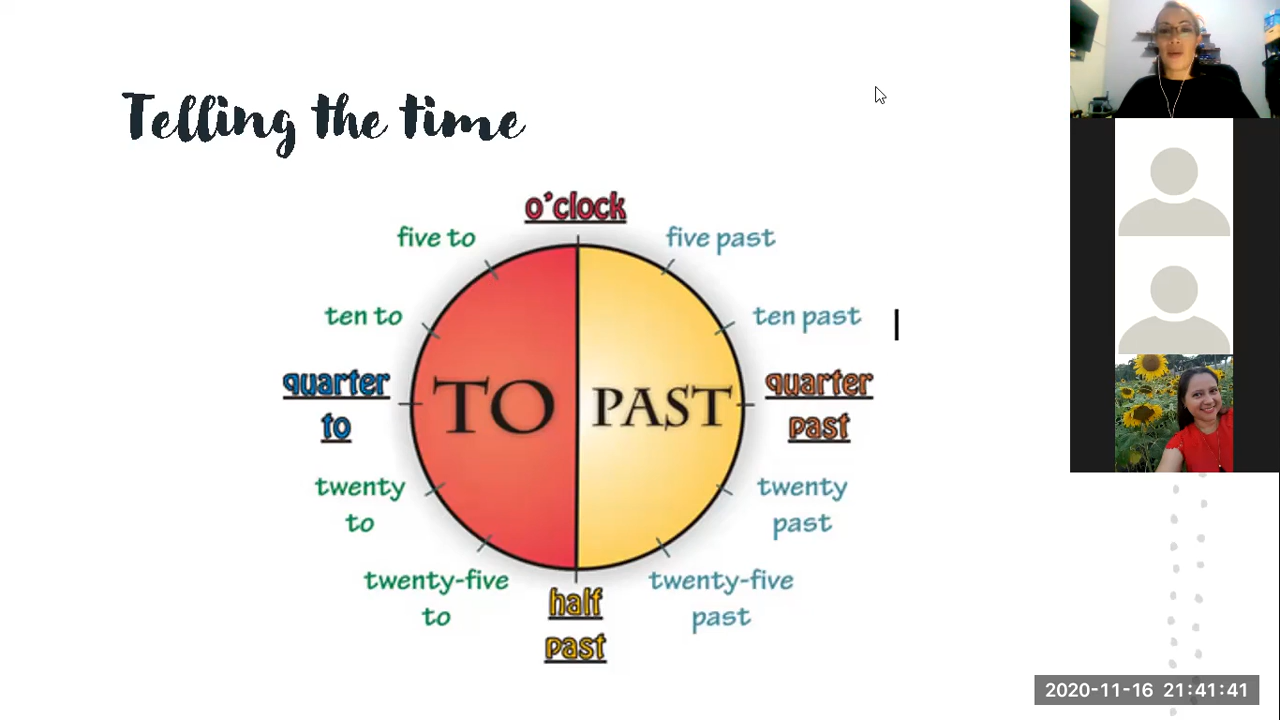 Telling the time
o'clock
five to
five past
ten to
ten past
quarter
to
TO
PAST
quarter
past
twenty
to
twenty
past
twenty-five
to
half
past
twenty-five
past
2020-11-16 21:41:41